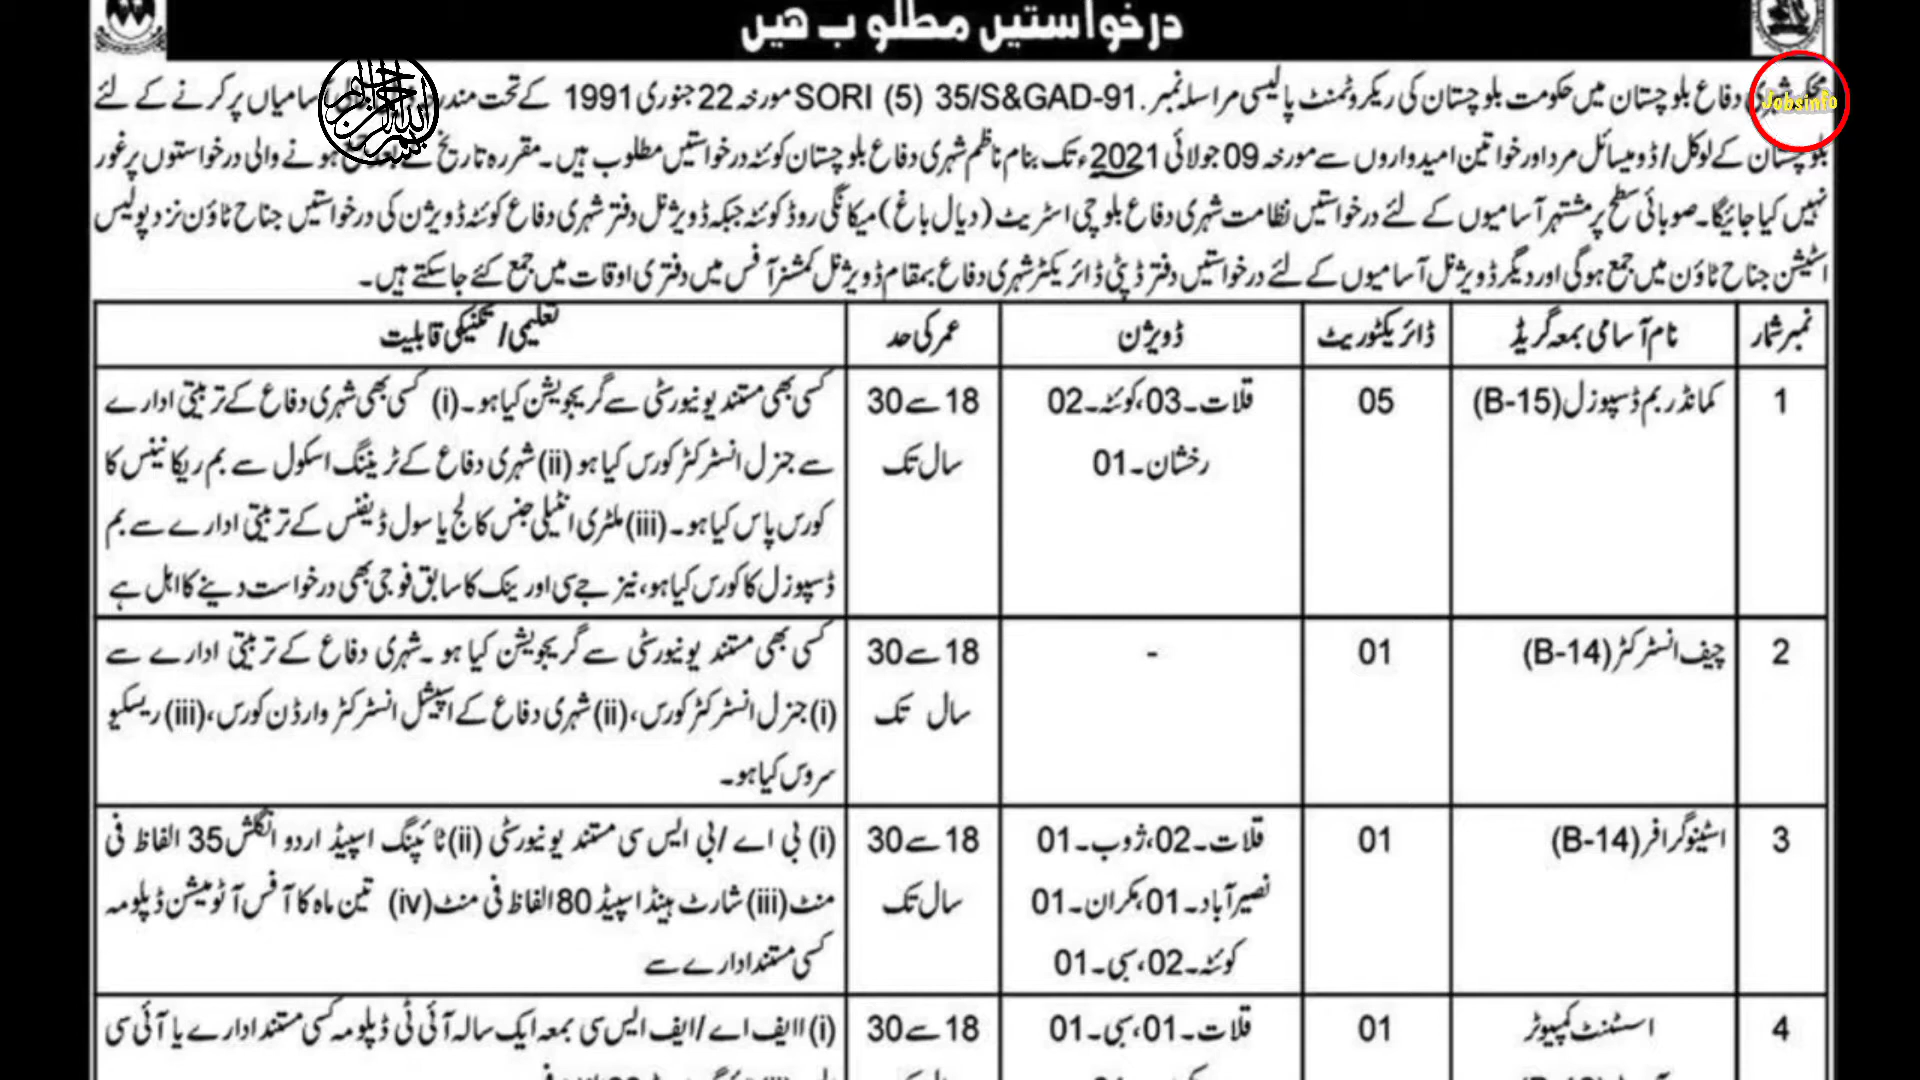 درخواستیں مطلوب ھیں
دفاع بلوچستان میں حکومت بلوچستان کی ریکروٹمنٹ پالیسی مراسلہ نمبر SORI (5) 35/S&GAD-91. مورخہ 22 جنوری 1991 کے تحت آسامیاں پر کرنے کے لئے
Jobsinfo
بلوچستان کے لوکل/ڈومیسائل مرد اور خواتین امیدواروں سے مورخہ 09 جولائی 2021ء تک بنام ناظم شہری دفاع بلوچستان کوئٹہ درخواستیں مطلوب ہیں۔ مقررہ تاریخ ہونے والی درخواستوں پر غور
نہیں کیا جائیگا۔ صوبائی سطح پر مشتہر آسامیوں کے لئے درخواستیں نظامت شہری دفاع بلوچی اسٹریٹ (دیال باغ) میکانگی روڈ کوئٹہ جبکہ ڈویژنل دفتر شہری دفاع کوئٹہ ڈویژن کی درخواستیں جناح ٹاؤن نزد پولیس
اسٹیشن جناح ٹاؤن میں جمع ہوگی اور دیگر ڈویژنل آسامیوں کے لئے درخواستیں دفتر ڈپٹی ڈائریکٹر شہری دفاع بمقام ڈویژنل کمشنر آفس میں دفتری اوقات میں جمع کئے جاسکتے ہیں۔
نمبر شمار نام آسامی بمعہ گریڈ ڈائریکٹوریٹ ڈویژن عمر کی حد تعلیمی/تکنیکی قابلیت
1 کمانڈر بم ڈسپوزل (B-15) 05 قلات۔03، کوئٹہ۔02 18 سے 30 کسی بھی مستند یونیورسٹی سے گریجویشن کیا ہو۔ (i) کسی بھی شہری دفاع کے تربیتی ادارے
رخشان۔01 سال تک سے جنرل انسٹرکٹر کورس کیا ہو (ii) شہری دفاع کے ٹریننگ اسکول سے بم ریکانینس کا
کورس پاس کیا ہو۔ (iii) ملٹری انٹیلی جنس کالج یا سول ڈیفنس کے تربیتی ادارے سے بم
ڈسپوزل کا کورس کیا ہو، نیز جے سی اور ینک کا سابق فوجی بھی درخواست دینے کا اہل ہے
2 چیف انسٹرکٹر (B-14) 01 - 18 سے 30 کسی بھی مستند یونیورسٹی سے گریجویشن کیا ہو۔ شہری دفاع کے تربیتی ادارے سے
سال تک (i) جنرل انسٹرکٹر کورس، (ii) شہری دفاع کے اسپیشل انسٹرکٹر وارڈن کورس، (iii) ریسکیو
سروس کیا ہو۔
3 اسٹینوگرافر (B-14) 01 قلات۔02، ژوب۔01 18 سے 30 (i) بی اے/بی ایس سی مستند یونیورسٹی (ii) ٹائپنگ اسپیڈ اردو انگلش 35 الفاظ فی
نصیرآباد۔01، مکران۔01 سال تک منٹ (iii) شارٹ ہینڈ اسپیڈ 80 الفاظ فی منٹ (iv) تین ماہ کا آفس آٹومیشن ڈپلومہ
کوئٹہ۔02، سبی۔01 کسی مستند ادارے سے
4 اسسٹنٹ کمپیوٹر 01 قلات۔01، سبی۔01 18 سے 30 (i) ایف اے/ایف ایس سی بمعہ ایک سالہ آئی ٹی ڈپلومہ کسی مستند ادارے یا آئی سی